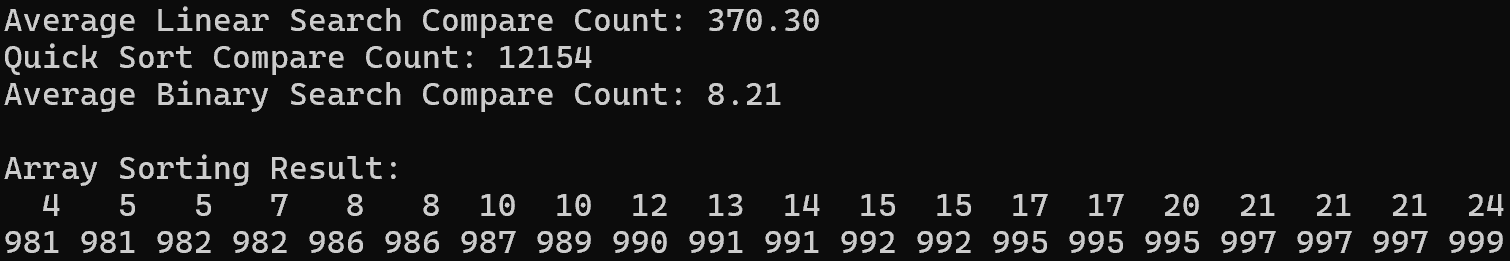 Average Linear Search Compare Count: 370.30
Quick Sort Compare Count: 12154
Average Binary Search Compare Count: 8.21
Array Sorting Result:
  4   5   5   7   8   8  10  10  12  13  14  15  15  17  17  20  21  21  21  24
981 981 982 982 986 986 987 989 990 991 991 992 992 995 995 995 997 997 997 999